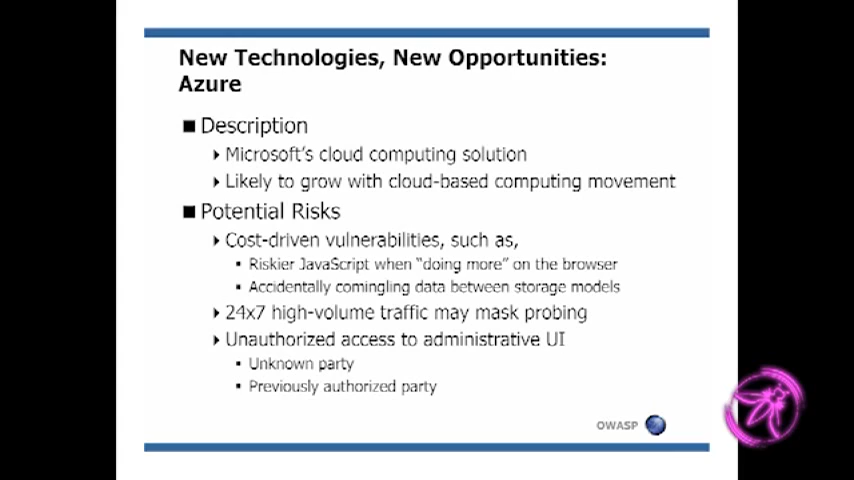 New Technologies, New Opportunities:
Azure
Description
Microsoft's cloud computing solution
Likely to grow with cloud-based computing movement
Potential Risks
Cost-driven vulnerabilities, such as,
Riskier JavaScript when "doing more" on the browser
Accidentally comingling data between storage models
24x7 high-volume traffic may mask probing
Unauthorized access to administrative UI
Unknown party
Previously authorized party
OWASP